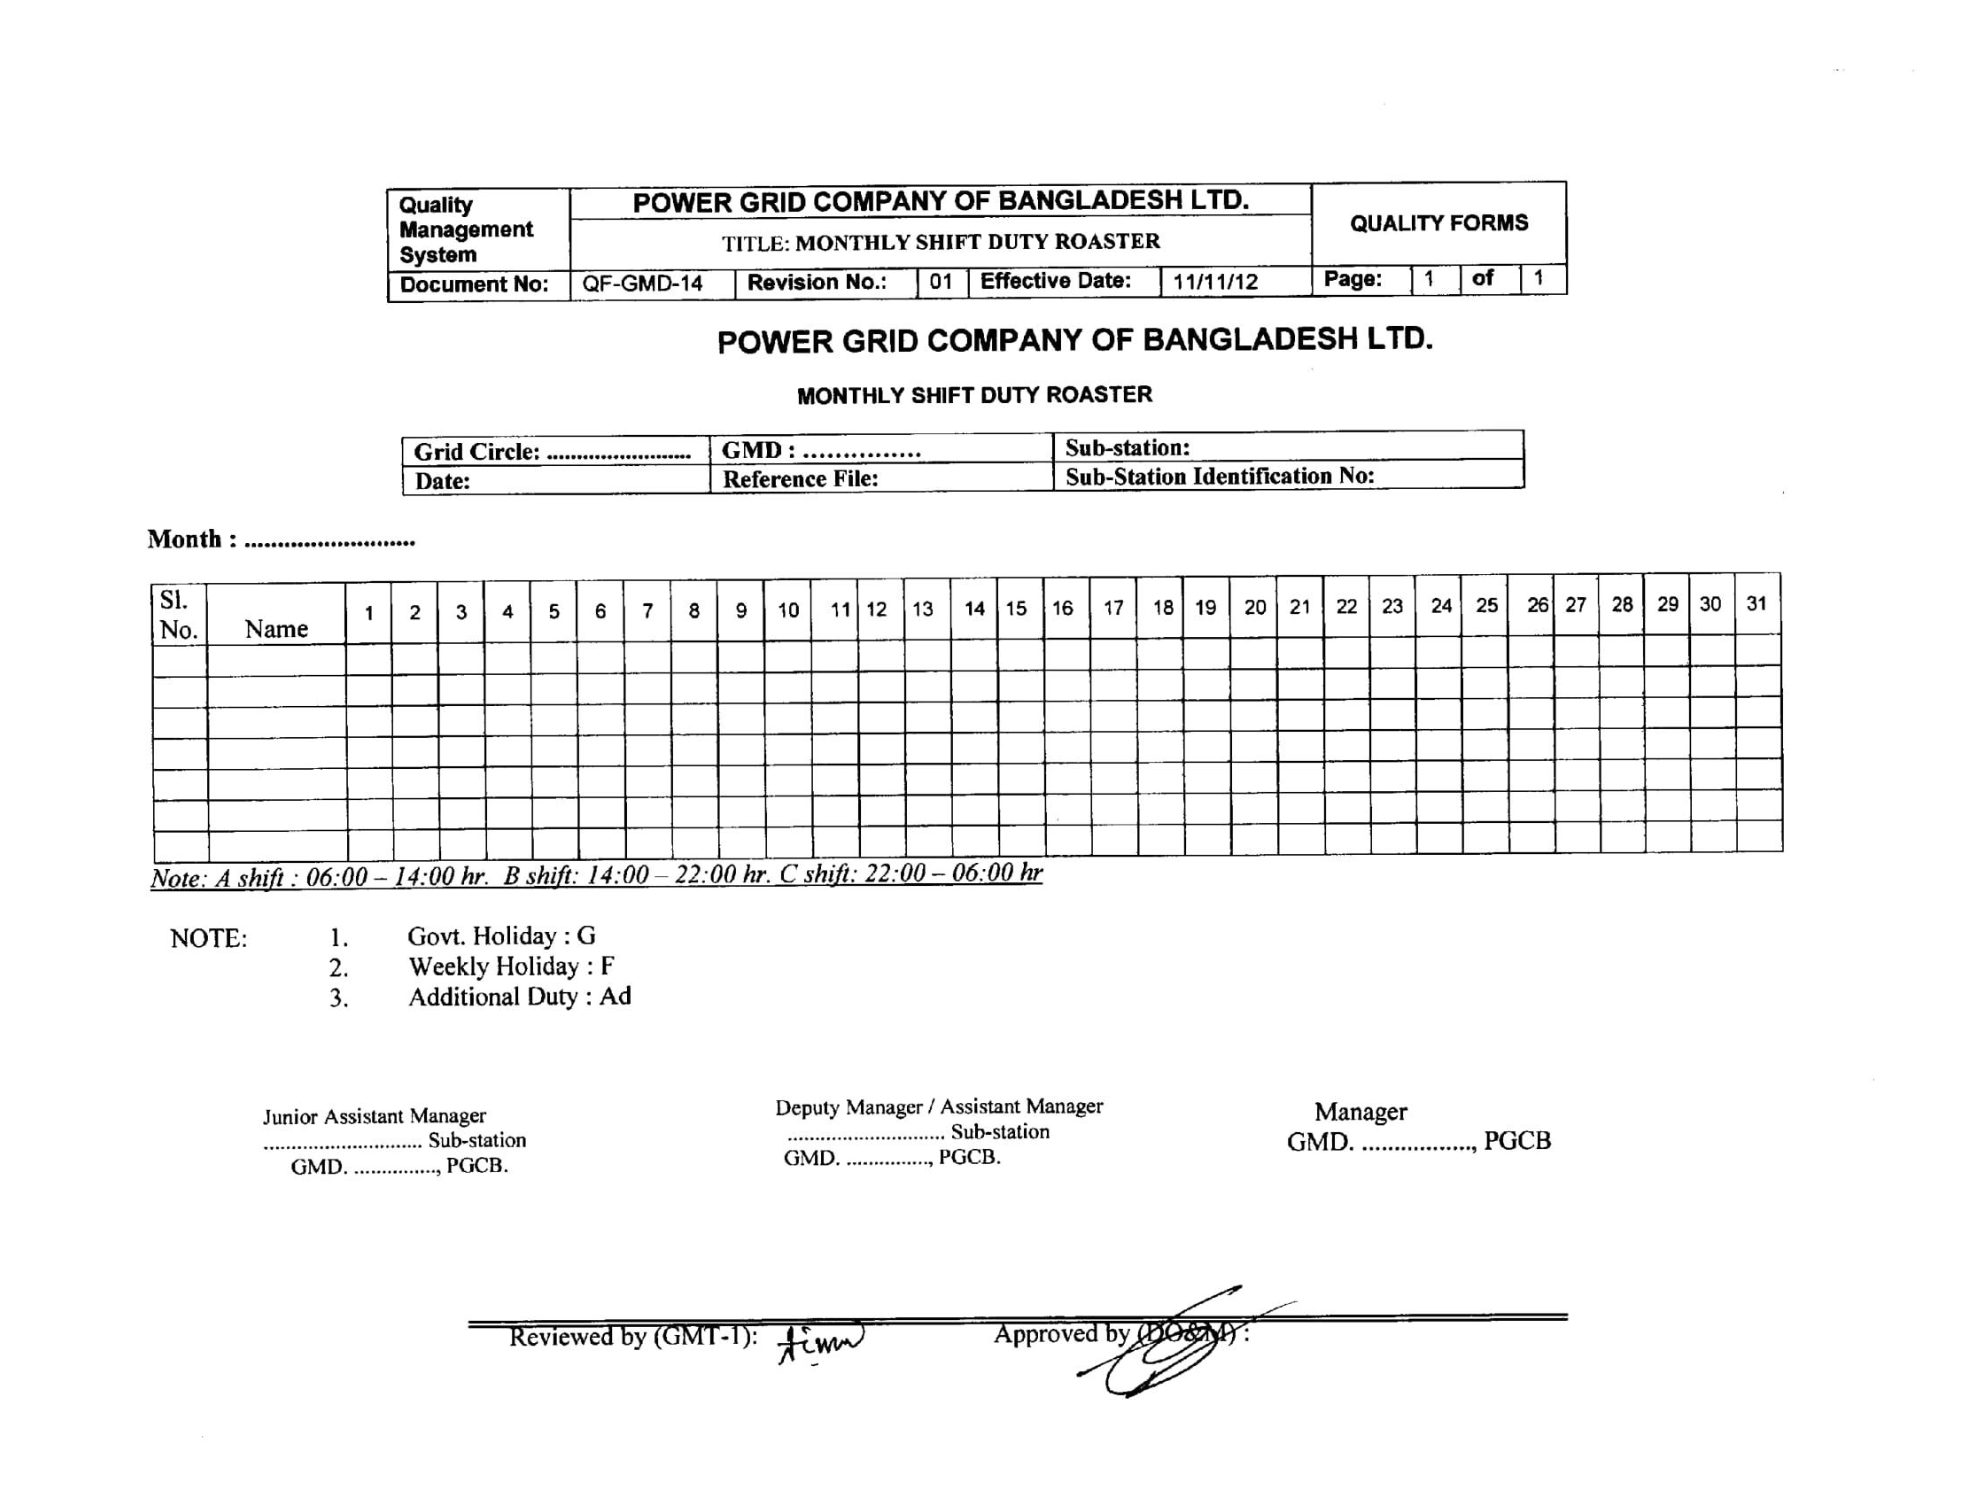 Quality Management System
POWER GRID COMPANY OF BANGLADESH LTD.
TITLE: MONTHLY SHIFT DUTY ROASTER
QUALITY FORMS
Document No: QF-GMD-14 Revision No.: 01 Effective Date: 11/11/12 Page: 1 of 1
POWER GRID COMPANY OF BANGLADESH LTD.
MONTHLY SHIFT DUTY ROASTER
Grid Circle: ......................... GMD : ............... Sub-station:
Date: Reference File: Sub-Station Identification No:
Month : ..........................
Sl. No. Name 1 2 3 4 5 6 7 8 9 10 11 12 13 14 15 16 17 18 19 20 21 22 23 24 25 26 27 28 29 30 31
Note: A shift : 06:00 – 14:00 hr. B shift: 14:00 – 22:00 hr. C shift: 22:00 – 06:00 hr
NOTE: 1. Govt. Holiday : G
2. Weekly Holiday : F
3. Additional Duty : Ad
Junior Assistant Manager
............................. Sub-station
GMD. ..............., PGCB.
Deputy Manager / Assistant Manager
............................. Sub-station
GMD. ..............., PGCB.
Manager
GMD. ................., PGCB
Reviewed by (GMT-1): Approved by (DO&M) :